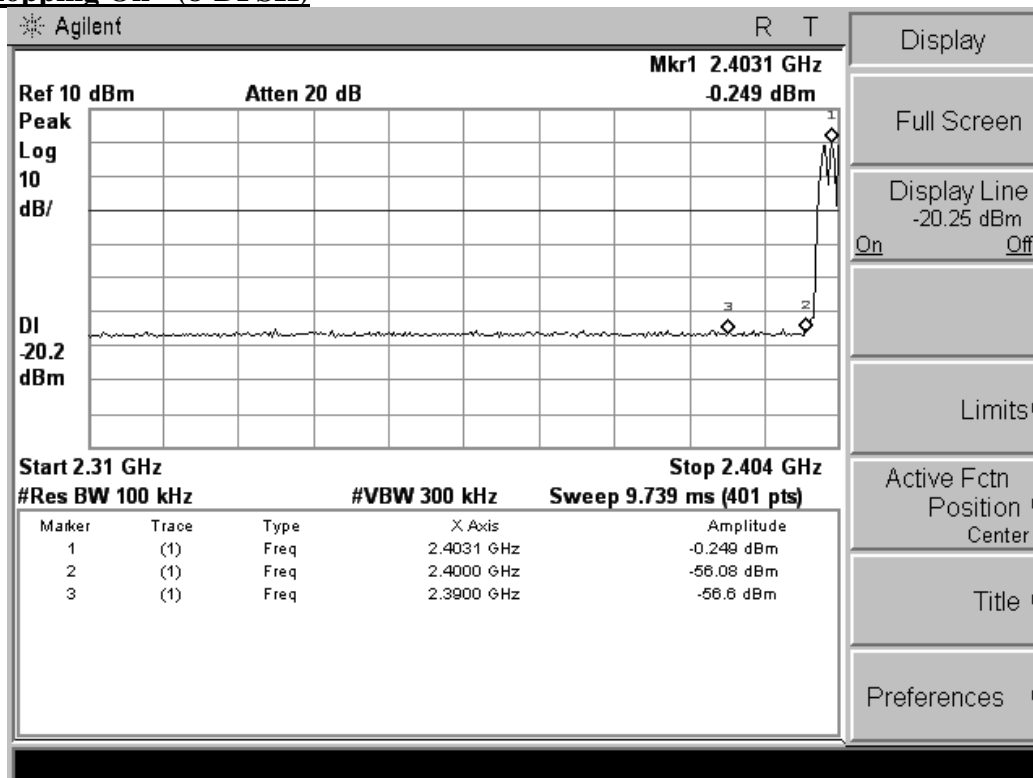 Agilent R T
Mkr1 2.4031 GHz
Ref 10 dBm Atten 20 dB -0.249 dBm
Peak
Log
10
dB/
1
3
2
DI
-20.2
dBm
Start 2.31 GHz Stop 2.404 GHz
#Res BW 100 kHz #VBW 300 kHz Sweep 9.739 ms (401 pts)
Marker Trace Type X Axis Amplitude
1 (1) Freq 2.4031 GHz -0.249 dBm
2 (1) Freq 2.4000 GHz -56.08 dBm
3 (1) Freq 2.3900 GHz -56.6 dBm
Display
Full Screen
Display Line
-20.25 dBm
On Off
Limits
Active Fctn
Position
Center
Title
Preferences